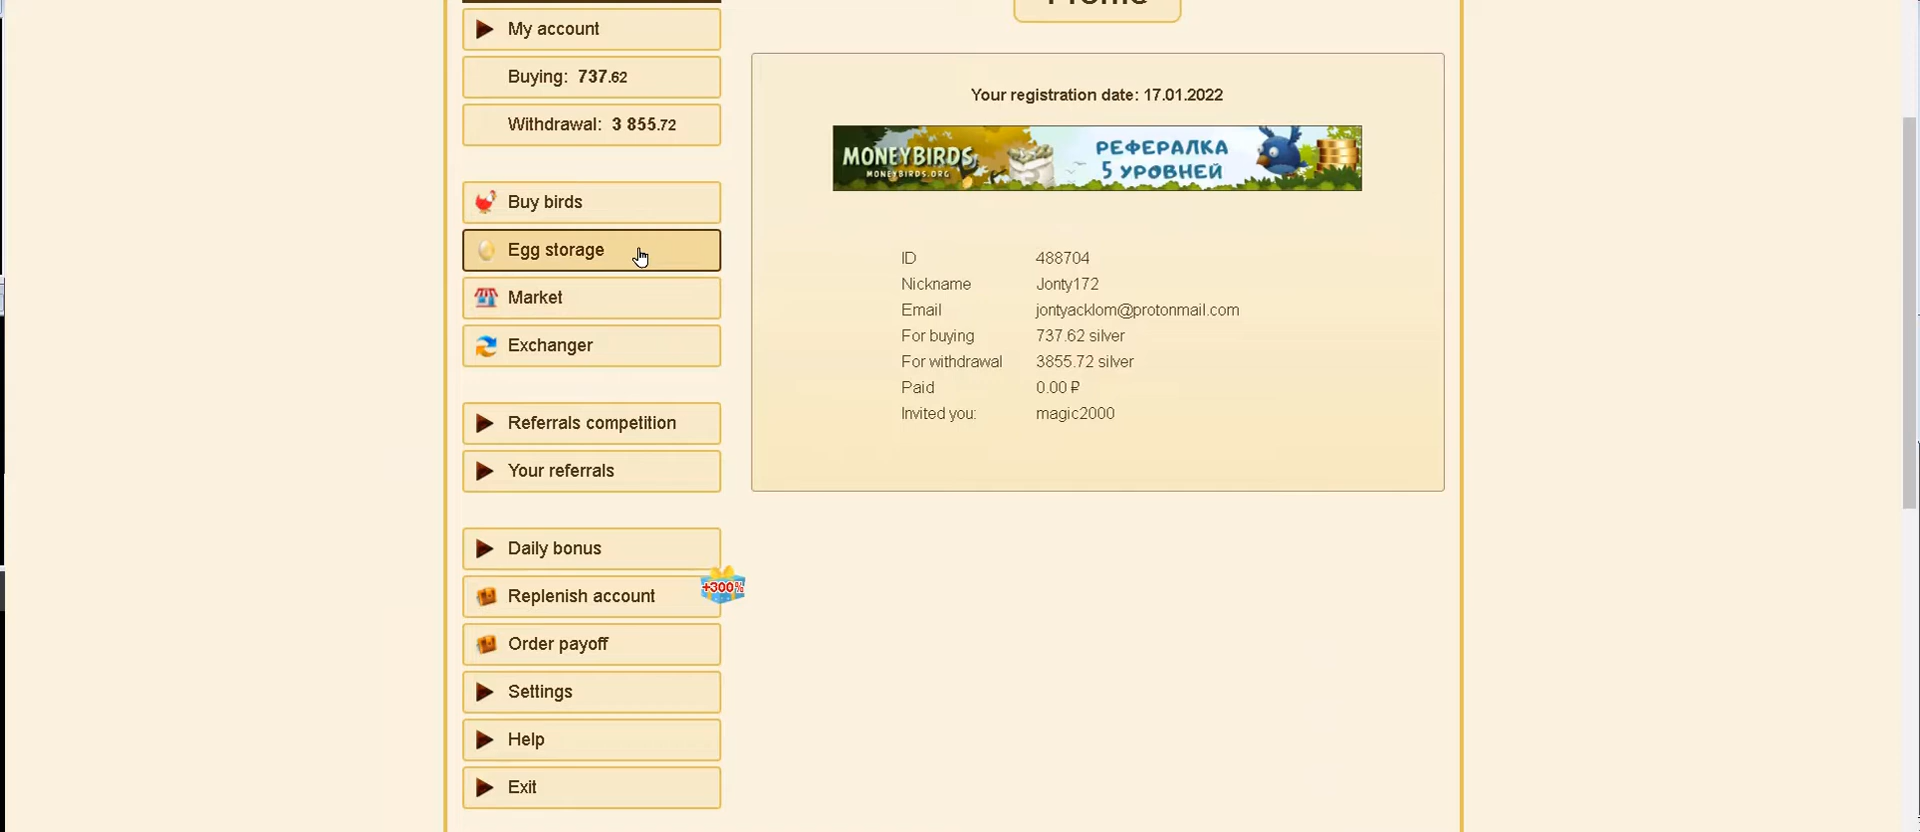 Profile
My account
Buying: 737.62
Withdrawal: 3 855.72
Buy birds
Egg storage
Market
Exchanger
Referrals competition
Your referrals
Daily bonus
Replenish account
+300%
Order payoff
Settings
Help
Exit
Your registration date: 17.01.2022
MONEYBIRDS
MONEYBIRDS.ORG
РЕФЕРАЛКА
5 УРОВНЕЙ
ID 488704
Nickname Jonty172
Email jontyacklom@protonmail.com
For buying 737.62 silver
For withdrawal 3855.72 silver
Paid 0.00 ₽
Invited you: magic2000